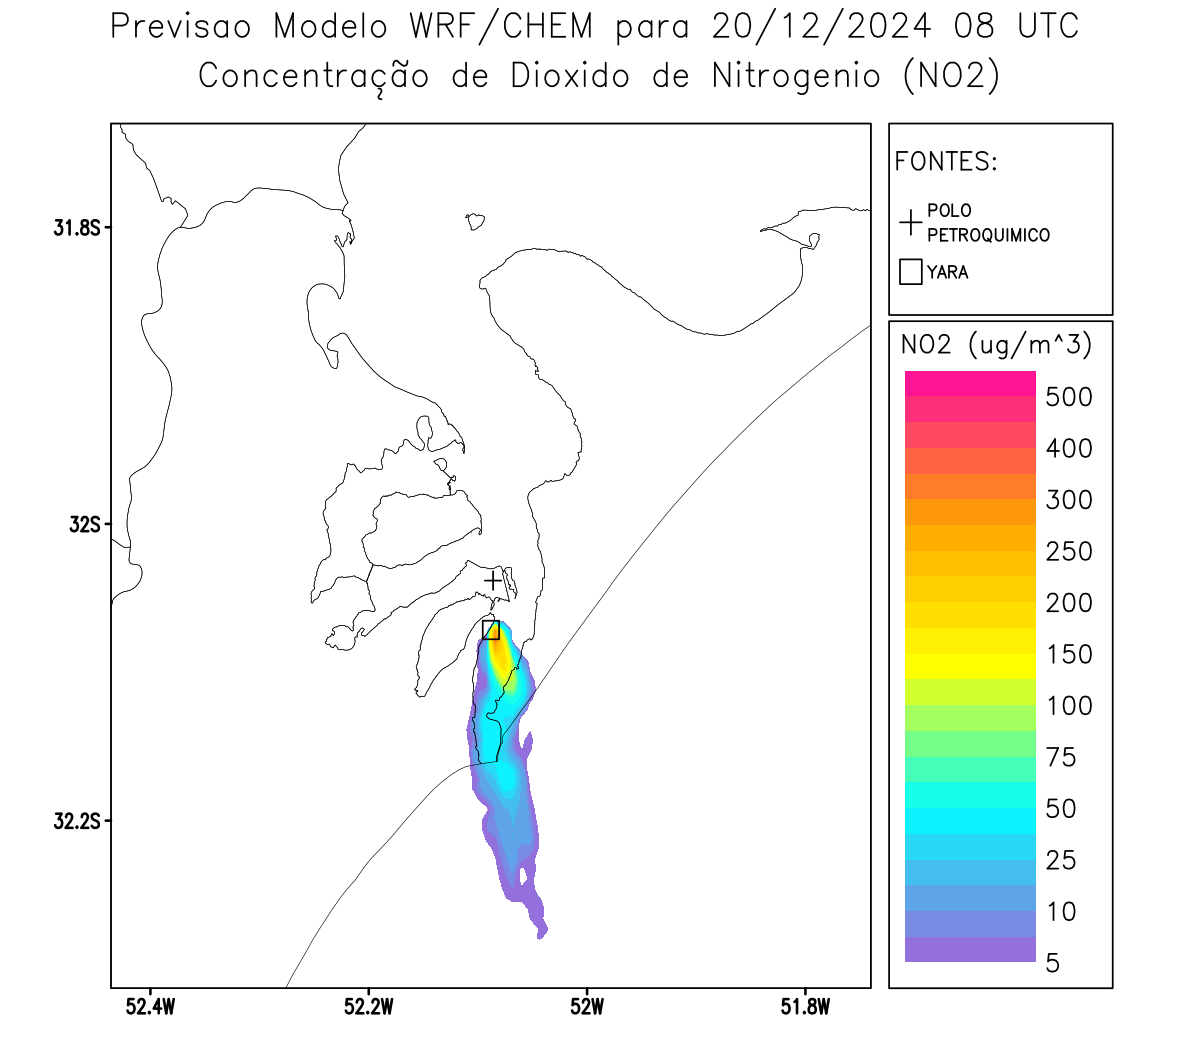 Previsao Modelo WRF/CHEM para 20/12/2024 08 UTC
Concentração de Dioxido de Nitrogenio (NO2)
FONTES:
POLO
PETROQUIMICO
YARA
NO2 (ug/m^3)
500
400
300
250
200
150
100
75
50
25
10
5
31.8S
32S
32.2S
52.4W
52.2W
52W
51.8W